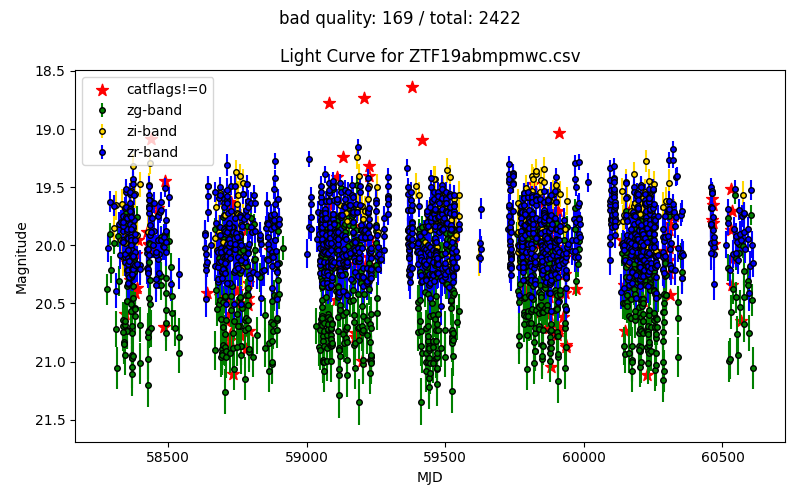 bad quality: 169 / total: 2422
Light Curve for ZTF19abmpmwc.csv
18.5
19.0
19.5
20.0
20.5
21.0
21.5
Magnitude
catflags!=0
zg-band
zi-band
zr-band
58500
59000
59500
60000
60500
MJD